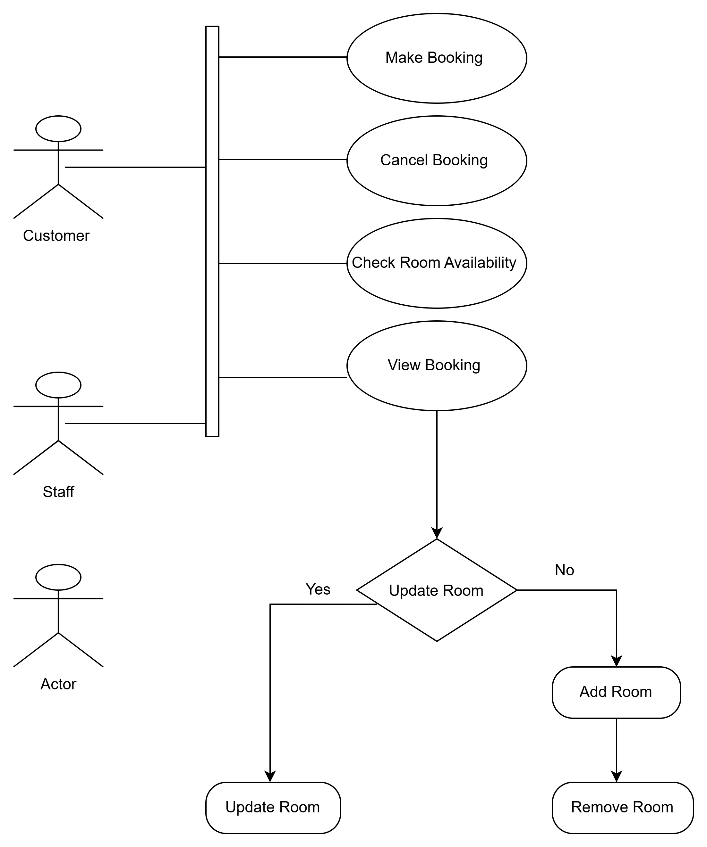 Make Booking
Cancel Booking
Customer
Check Room Availability
View Booking
Staff
No
Yes
Update Room
Actor
Add Room
Update Room
Remove Room